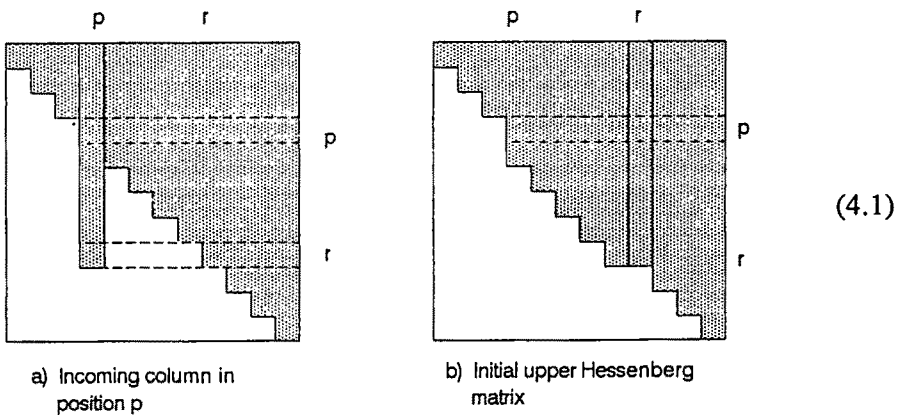 p r
p r
p
p
(4.1)
r
r
a) Incoming column in
position p
b) Initial upper Hessenberg
matrix